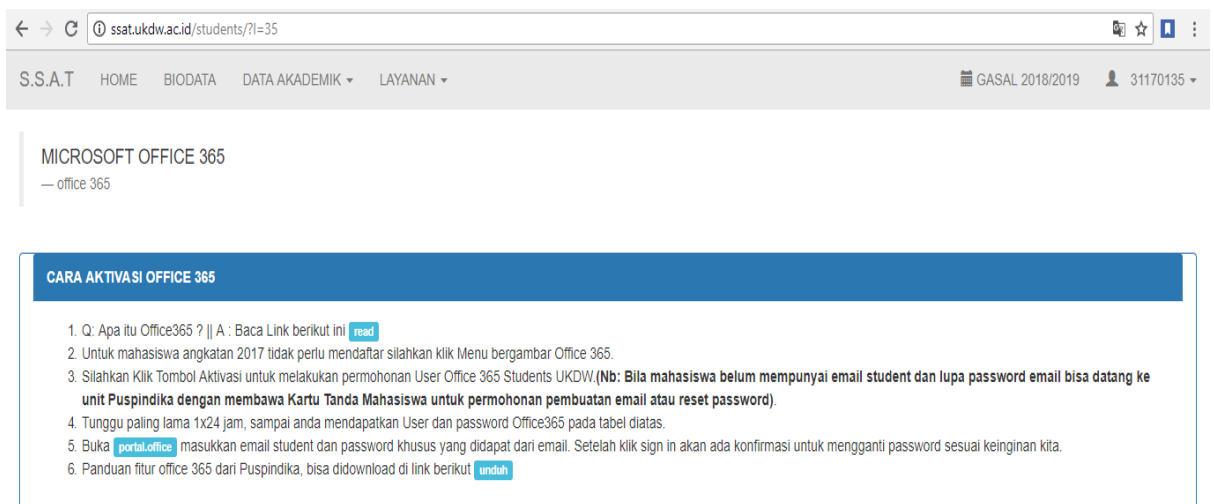 ssat.ukdw.ac.id/students/?l=35
S.S.A.T HOME BIODATA DATA AKADEMIK LAYANAN GASAL 2018/2019 31170135
MICROSOFT OFFICE 365
— office 365
CARA AKTIVASI OFFICE 365
1. Q: Apa itu Office365 ? || A : Baca Link berikut ini read
2. Untuk mahasiswa angkatan 2017 tidak perlu mendaftar silahkan klik Menu bergambar Office 365.
3. Silahkan Klik Tombol Aktivasi untuk melakukan permohonan User Office 365 Students UKDW.(Nb: Bila mahasiswa belum mempunyai email student dan lupa password email bisa datang ke
unit Puspindika dengan membawa Kartu Tanda Mahasiswa untuk permohonan pembuatan email atau reset password).
4. Tunggu paling lama 1x24 jam, sampai anda mendapatkan User dan password Office365 pada tabel diatas.
5. Buka portal.office masukkan email student dan password khusus yang didapat dari email. Setelah klik sign in akan ada konfirmasi untuk mengganti password sesuai keinginan kita.
6. Panduan fitur office 365 dari Puspindika, bisa didownload di link berikut unduh